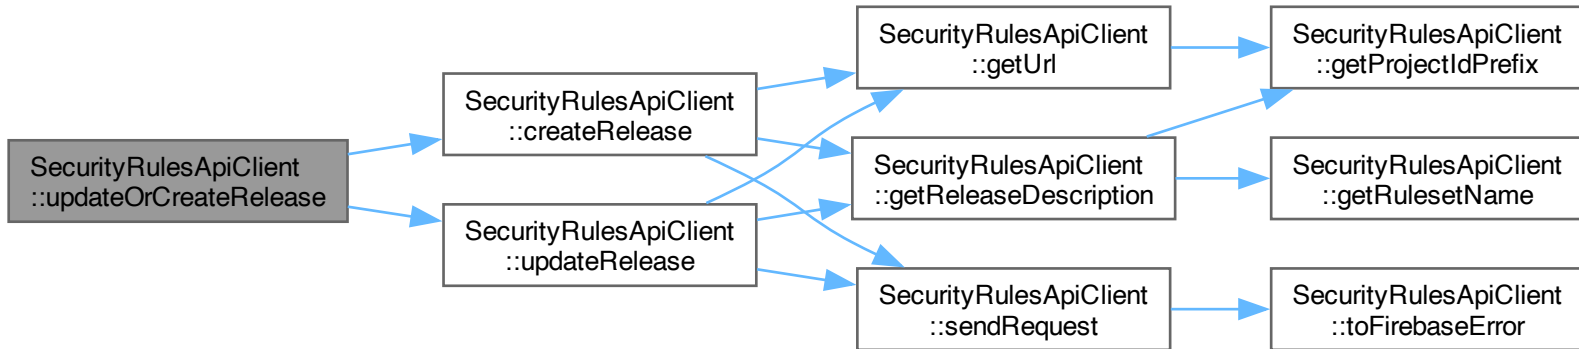 SecurityRulesApiClient
::updateOrCreateRelease
SecurityRulesApiClient
::createRelease
SecurityRulesApiClient
::updateRelease
SecurityRulesApiClient
::getUrl
SecurityRulesApiClient
::getReleaseDescription
SecurityRulesApiClient
::sendRequest
SecurityRulesApiClient
::getProjectIdPrefix
SecurityRulesApiClient
::getRulesetName
SecurityRulesApiClient
::toFirebaseError